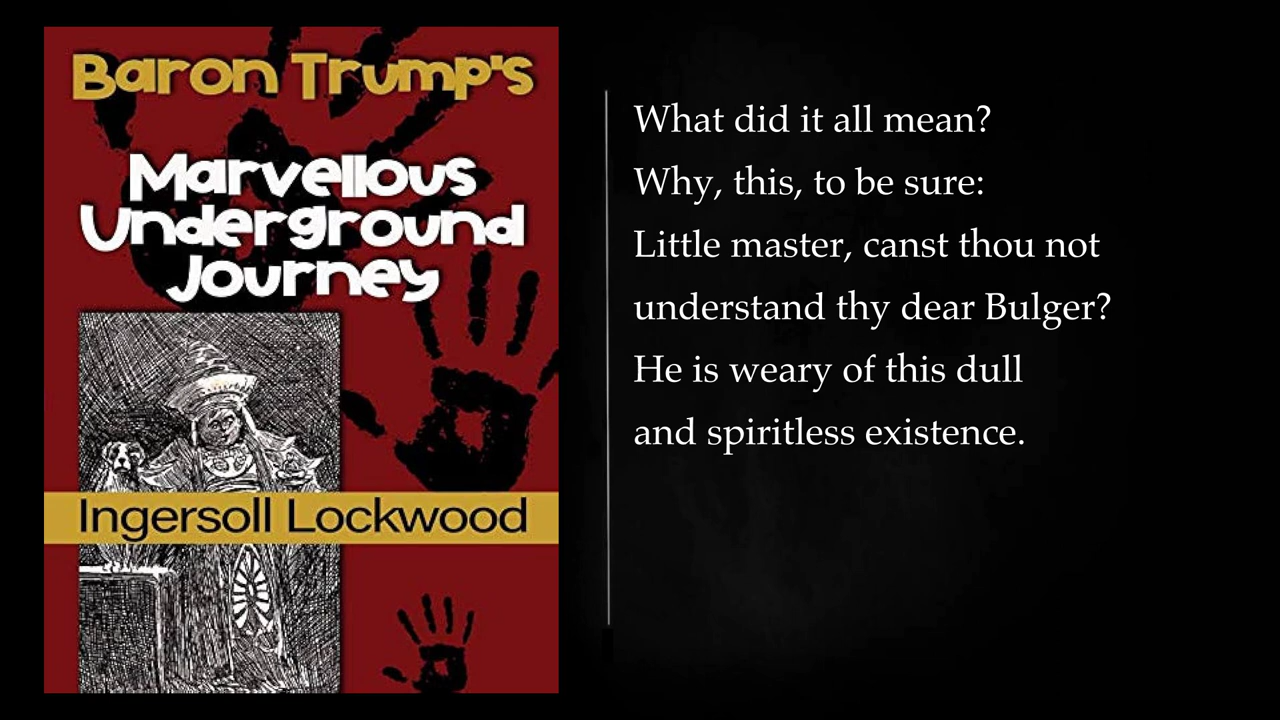 Baron Trump's
Marvellous
Underground
Journey
Ingersoll Lockwood
What did it all mean?
Why, this, to be sure:
Little master, canst thou not
understand thy dear Bulger?
He is weary of this dull
and spiritless existence.